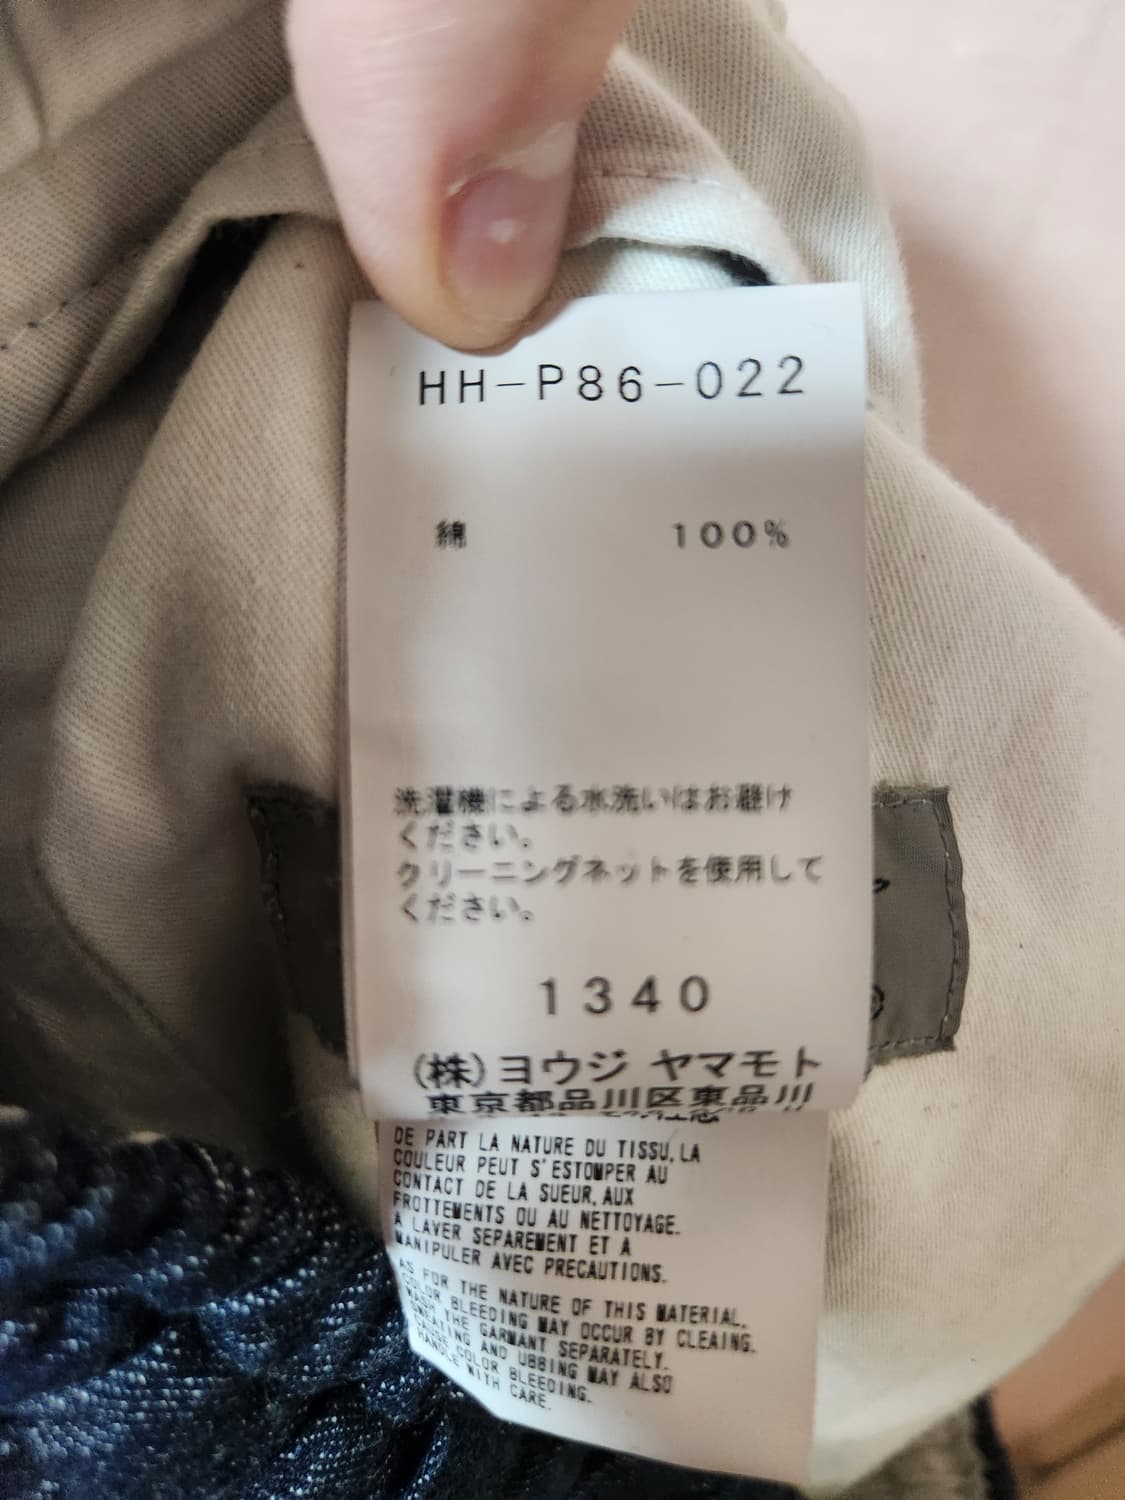 HH-P86-022
綿 100%
洗濯機による水洗いはお避け
ください。
クリーニングネットを使用して
ください。
1340
(株)ヨウジ ヤマモト
東京都品川区東品川
DE PART LA NATURE DU TISSU, LA
COULEUR PEUT S'ESTOMPER AU
CONTACT DE LA SUEUR, AUX
FROTTEMENTS OU AU NETTOYAGE.
A LAVER SEPAREMENT ET A
MANIPULER AVEC PRECAUTIONS.
AS FOR THE NATURE OF THIS MATERIAL,
COLOR BLEEDING MAY OCCUR BY CLEAING.
WASH THE GARMANT SEPARATELY.
SWEATING AND UBBING MAY ALSO
CAUSE COLOR BLEEDING.
HANDLE WITH CARE.